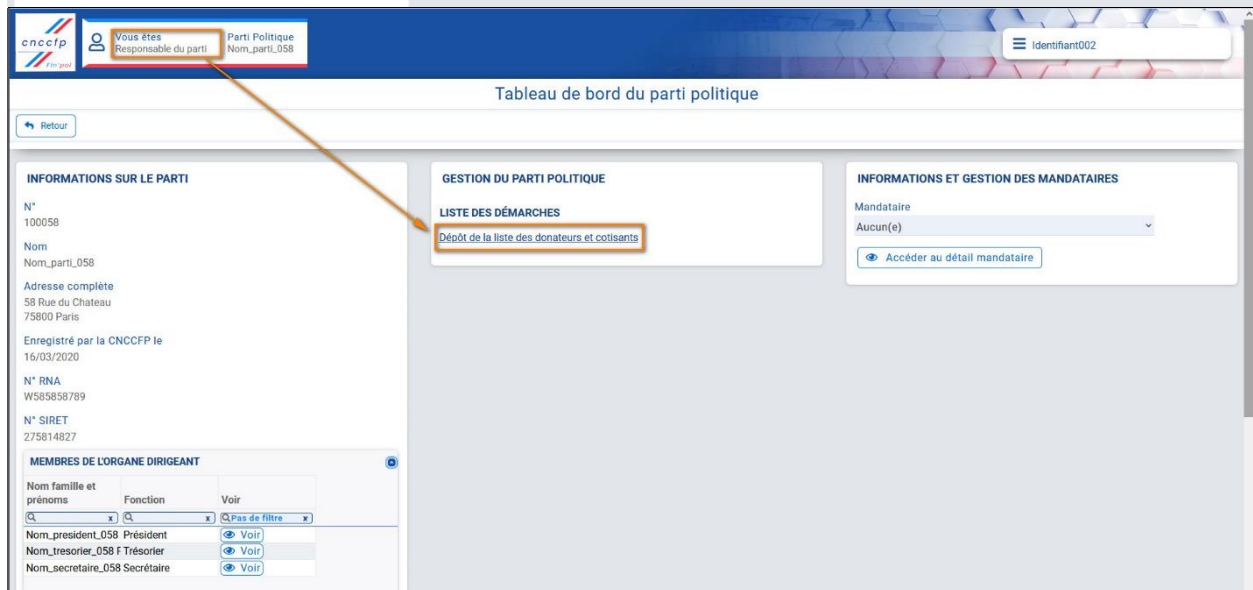 cnccfp
Fin'pol
Vous êtes
Responsable du parti
Parti Politique
Nom_parti_058
Identifiant002
Tableau de bord du parti politique
Retour
INFORMATIONS SUR LE PARTI
N°
100058
Nom
Nom_parti_058
Adresse complète
58 Rue du Chateau
75800 Paris
Enregistré par la CNCCFP le
16/03/2020
N° RNA
W585858789
N° SIRET
275814827
MEMBRES DE L'ORGANE DIRIGEANT
Nom famille et
prénoms Fonction Voir
x x Pas de filtre x
Nom_president_058 Président Voir
Nom_tresorier_058 F Trésorier Voir
Nom_secretaire_058 Secrétaire Voir
GESTION DU PARTI POLITIQUE
LISTE DES DÉMARCHES
Dépôt de la liste des donateurs et cotisants
INFORMATIONS ET GESTION DES MANDATAIRES
Mandataire
Aucun(e)
Accéder au détail mandataire